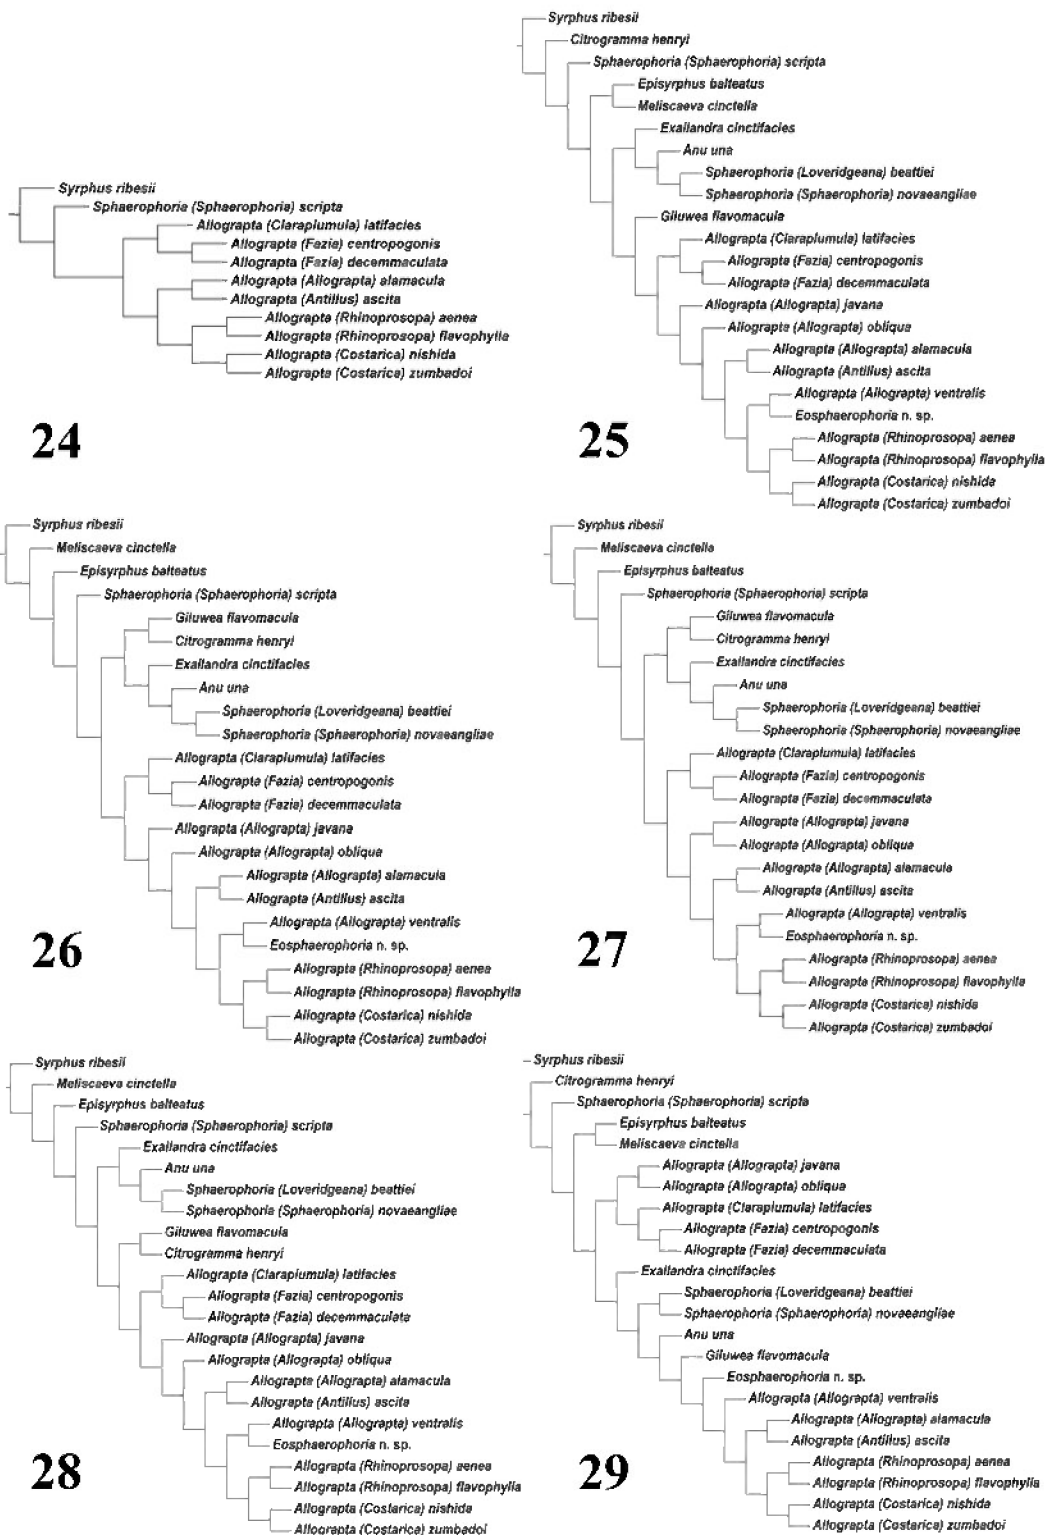 Syrphus ribesii
Sphaerophoria (Sphaerophoria) scripta
Allograpta (Claraplumula) latifacies
Allograpta (Fazia) centropogonis
Allograpta (Fazia) decemmaculata
Allograpta (Allograpta) alamacula
Allograpta (Antillus) ascita
Allograpta (Rhinoprosopa) aenea
Allograpta (Rhinoprosopa) flavophylla
Allograpta (Costarica) nishida
Allograpta (Costarica) zumbadoi
24
Syrphus ribesii
Citrogramma henryi
Sphaerophoria (Sphaerophoria) scripta
Episyrphus balteatus
Meliscaeva cinctella
Exallandra cinctifacies
Anu una
Sphaerophoria (Loveridgeana) beattiei
Sphaerophoria (Sphaerophoria) novaeangliae
Giluwea flavomacula
Allograpta (Claraplumula) latifacies
Allograpta (Fazia) centropogonis
Allograpta (Fazia) decemmaculata
Allograpta (Allograpta) javana
Allograpta (Allograpta) obliqua
Allograpta (Allograpta) alamacula
Allograpta (Antillus) ascita
Allograpta (Allograpta) ventralis
Eosphaerophoria n. sp.
Allograpta (Rhinoprosopa) aenea
Allograpta (Rhinoprosopa) flavophylla
Allograpta (Costarica) nishida
Allograpta (Costarica) zumbadoi
25
Syrphus ribesii
Meliscaeva cinctella
Episyrphus balteatus
Sphaerophoria (Sphaerophoria) scripta
Giluwea flavomacula
Citrogramma henryi
Exallandra cinctifacies
Anu una
Sphaerophoria (Loveridgeana) beattiei
Sphaerophoria (Sphaerophoria) novaeangliae
Allograpta (Claraplumula) latifacies
Allograpta (Fazia) centropogonis
Allograpta (Fazia) decemmaculata
Allograpta (Allograpta) javana
Allograpta (Allograpta) obliqua
Allograpta (Allograpta) alamacula
Allograpta (Antillus) ascita
Allograpta (Allograpta) ventralis
Eosphaerophoria n. sp.
Allograpta (Rhinoprosopa) aenea
Allograpta (Rhinoprosopa) flavophylla
Allograpta (Costarica) nishida
Allograpta (Costarica) zumbadoi
26
Syrphus ribesii
Meliscaeva cinctella
Episyrphus balteatus
Sphaerophoria (Sphaerophoria) scripta
Giluwea flavomacula
Citrogramma henryi
Exallandra cinctifacies
Anu una
Sphaerophoria (Loveridgeana) beattiei
Sphaerophoria (Sphaerophoria) novaeangliae
Allograpta (Claraplumula) latifacies
Allograpta (Fazia) centropogonis
Allograpta (Fazia) decemmaculata
Allograpta (Allograpta) javana
Allograpta (Allograpta) obliqua
Allograpta (Allograpta) alamacula
Allograpta (Antillus) ascita
Allograpta (Allograpta) ventralis
Eosphaerophoria n. sp.
Allograpta (Rhinoprosopa) aenea
Allograpta (Rhinoprosopa) flavophylla
Allograpta (Costarica) nishida
Allograpta (Costarica) zumbadoi
27
Syrphus ribesii
Meliscaeva cinctella
Episyrphus balteatus
Sphaerophoria (Sphaerophoria) scripta
Exallandra cinctifacies
Anu una
Sphaerophoria (Loveridgeana) beattiei
Sphaerophoria (Sphaerophoria) novaeangliae
Giluwea flavomacula
Citrogramma henryi
Allograpta (Claraplumula) latifacies
Allograpta (Fazia) centropogonis
Allograpta (Fazia) decemmaculata
Allograpta (Allograpta) javana
Allograpta (Allograpta) obliqua
Allograpta (Allograpta) alamacula
Allograpta (Antillus) ascita
Allograpta (Allograpta) ventralis
Eosphaerophoria n. sp.
Allograpta (Rhinoprosopa) aenea
Allograpta (Rhinoprosopa) flavophylla
Allograpta (Costarica) nishida
Allograpta (Costarica) zumbadoi
28
Syrphus ribesii
Citrogramma henryi
Sphaerophoria (Sphaerophoria) scripta
Episyrphus balteatus
Meliscaeva cinctella
Allograpta (Allograpta) javana
Allograpta (Allograpta) obliqua
Allograpta (Claraplumula) latifacies
Allograpta (Fazia) centropogonis
Allograpta (Fazia) decemmaculata
Exallandra cinctifacies
Sphaerophoria (Loveridgeana) beattiei
Sphaerophoria (Sphaerophoria) novaeangliae
Anu una
Giluwea flavomacula
Eosphaerophoria n. sp.
Allograpta (Allograpta) ventralis
Allograpta (Allograpta) alamacula
Allograpta (Antillus) ascita
Allograpta (Rhinoprosopa) aenea
Allograpta (Rhinoprosopa) flavophylla
Allograpta (Costarica) nishida
Allograpta (Costarica) zumbadoi
29